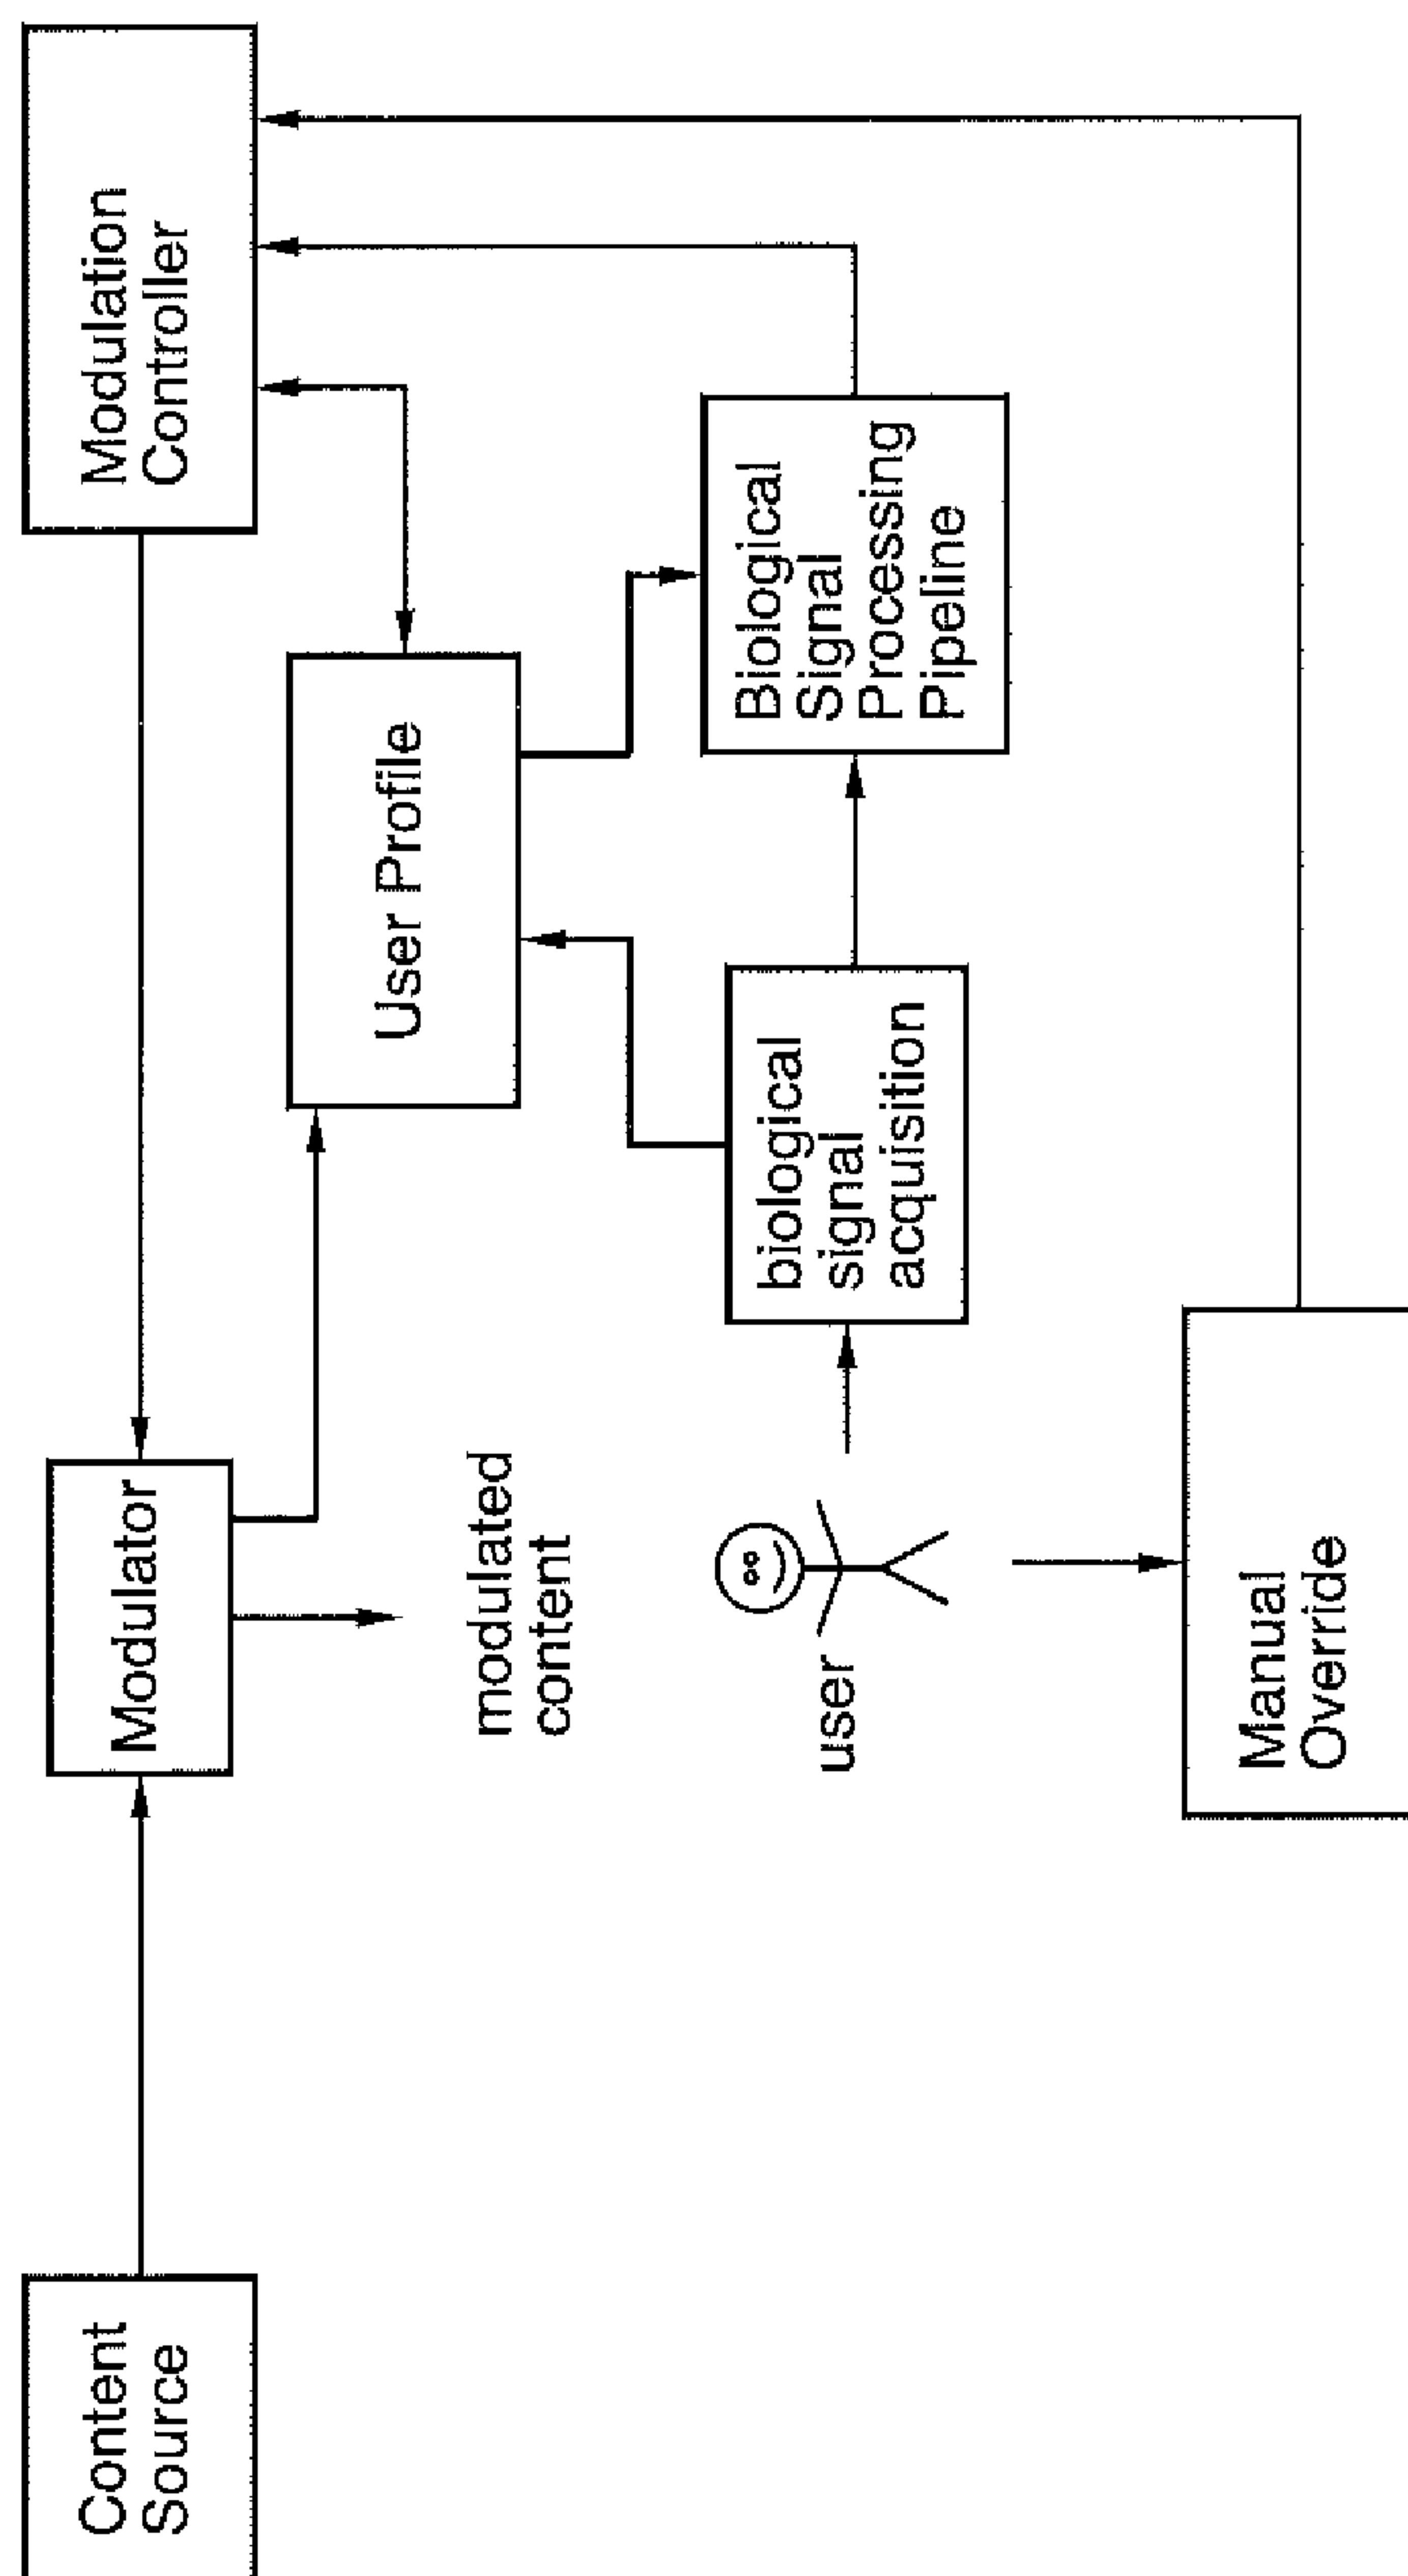 Content
Source
Modulator
Modulation
Controller
User Profile
modulated
content
user
biological
signal
acquisition
Biological
Signal
Processing
Pipeline
Manual
Override